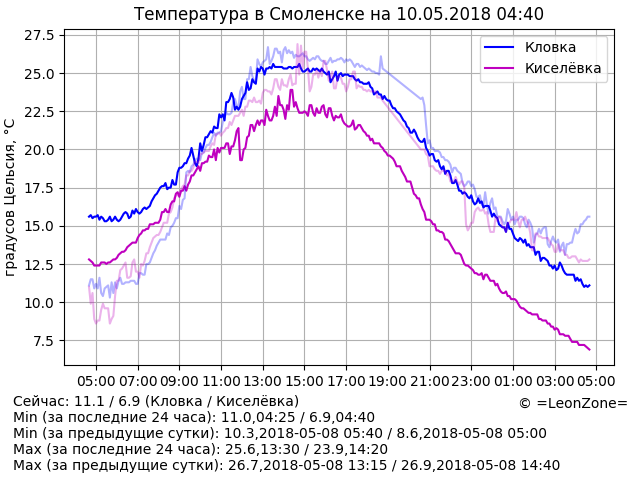 Температура в Смоленске на 10.05.2018 04:40
градусов Цельсия, °C
27.5
25.0
22.5
20.0
17.5
15.0
12.5
10.0
7.5
Кловка
Киселёвка
05:00 07:00 09:00 11:00 13:00 15:00 17:00 19:00 21:00 23:00 01:00 03:00 05:00
Сейчас: 11.1 / 6.9 (Кловка / Киселёвка)
© =LeonZone=
Min (за последние 24 часа): 11.0,04:25 / 6.9,04:40
Min (за предыдущие сутки): 10.3,2018-05-08 05:40 / 8.6,2018-05-08 05:00
Max (за последние 24 часа): 25.6,13:30 / 23.9,14:20
Max (за предыдущие сутки): 26.7,2018-05-08 13:15 / 26.9,2018-05-08 14:40